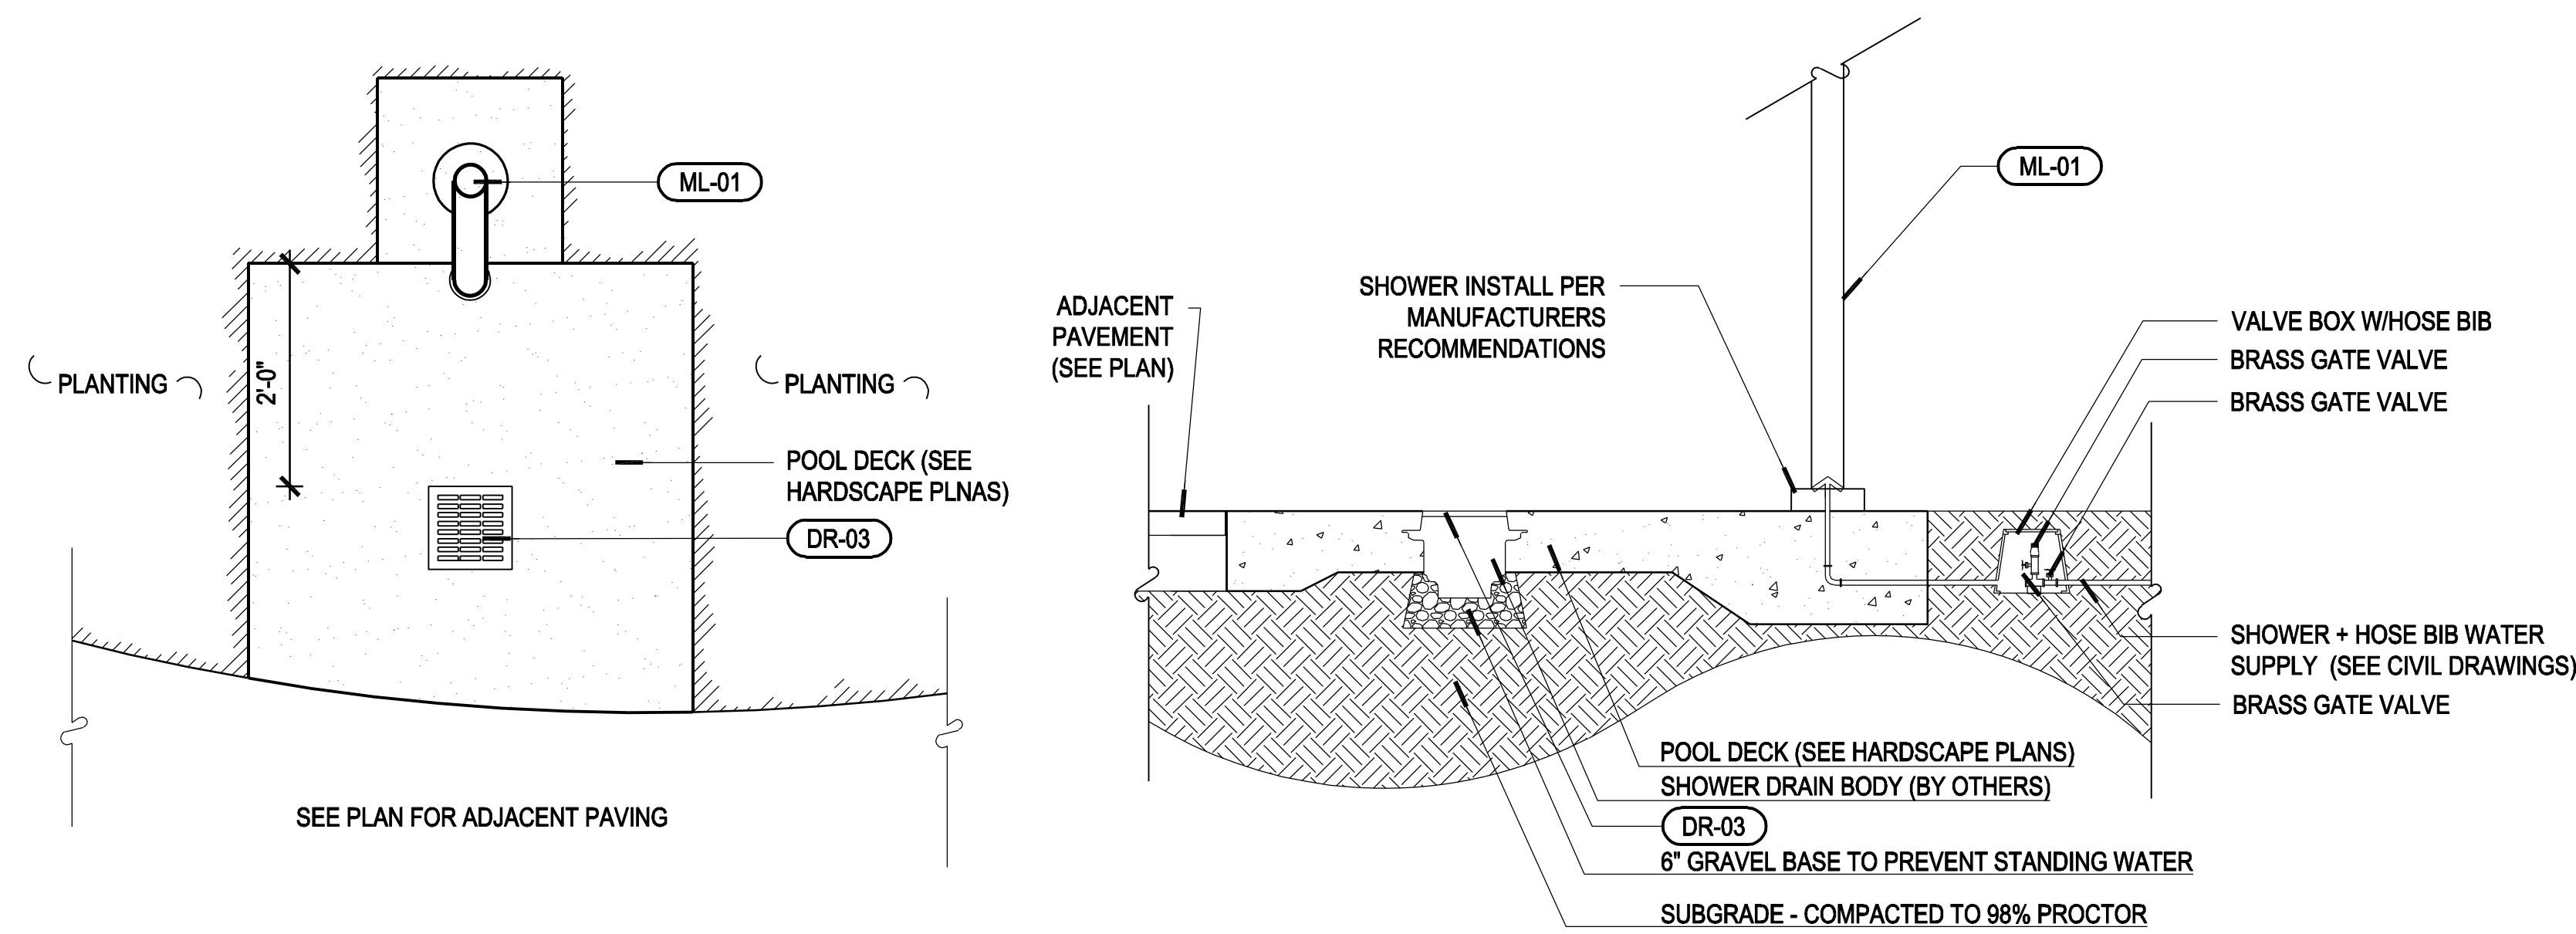 ML-01
2'-0"
PLANTING
PLANTING
POOL DECK (SEE
HARDSCAPE PLNAS)
DR-03
SEE PLAN FOR ADJACENT PAVING
ML-01
ADJACENT
PAVEMENT
(SEE PLAN)
SHOWER INSTALL PER
MANUFACTURERS
RECOMMENDATIONS
VALVE BOX W/HOSE BIB
BRASS GATE VALVE
BRASS GATE VALVE
SHOWER + HOSE BIB WATER
SUPPLY (SEE CIVIL DRAWINGS)
BRASS GATE VALVE
POOL DECK (SEE HARDSCAPE PLANS)
SHOWER DRAIN BODY (BY OTHERS)
DR-03
6" GRAVEL BASE TO PREVENT STANDING WATER
SUBGRADE - COMPACTED TO 98% PROCTOR